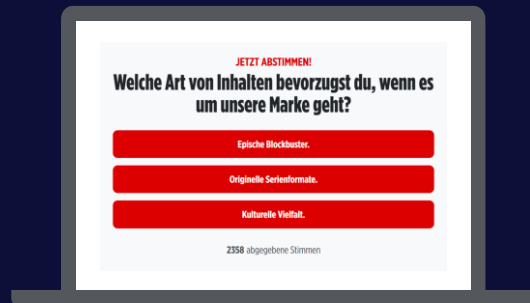 JETZT ABSTIMMEN!
Welche Art von Inhalten bevorzugst du, wenn es
um unsere Marke geht?
Epische Blockbuster.
Originelle Serienformate.
Kulturelle Vielfalt.
2358 abgegebene Stimmen